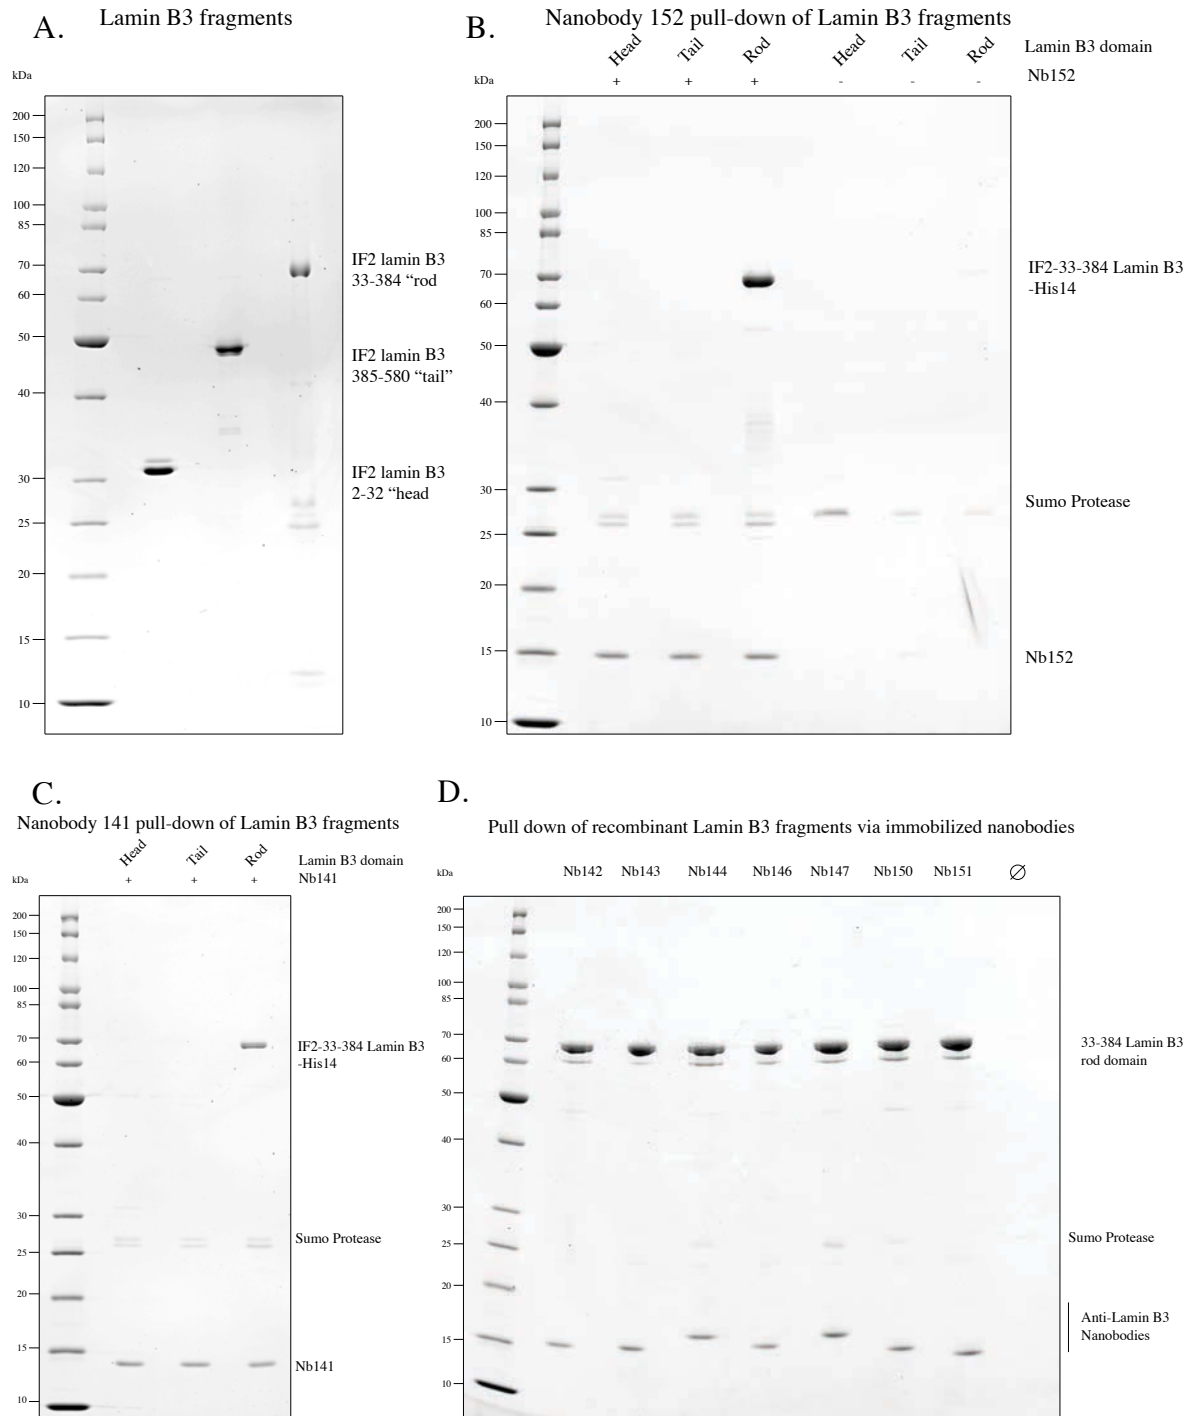 A.
Lamin B3 fragments
kDa
200
150
120
100
85
70
60
50
40
30
25
20
15
10
IF2 lamin B3
33-384 “rod
IF2 lamin B3
385-580 “tail”
IF2 lamin B3
2-32 “head
B.
Nanobody 152 pull-down of Lamin B3 fragments
Head Tail Rod Head Tail Rod Lamin B3 domain
kDa + + + - - - Nb152
200
150
120
100
85
70
60
50
40
30
25
20
15
10
IF2-33-384 Lamin B3
-His14
Sumo Protease
Nb152
C.
Nanobody 141 pull-down of Lamin B3 fragments
Head Tail Rod Lamin B3 domain
kDa + + + Nb141
200
150
120
100
85
70
60
50
40
30
25
20
15
10
IF2-33-384 Lamin B3
-His14
Sumo Protease
Nb141
D.
Pull down of recombinant Lamin B3 fragments via immobilized nanobodies
kDa Nb142 Nb143 Nb144 Nb146 Nb147 Nb150 Nb151 ∅
200
150
120
100
85
70
60
50
40
30
25
20
15
10
33-384 Lamin B3
rod domain
Sumo Protease
Anti-Lamin B3
Nanobodies